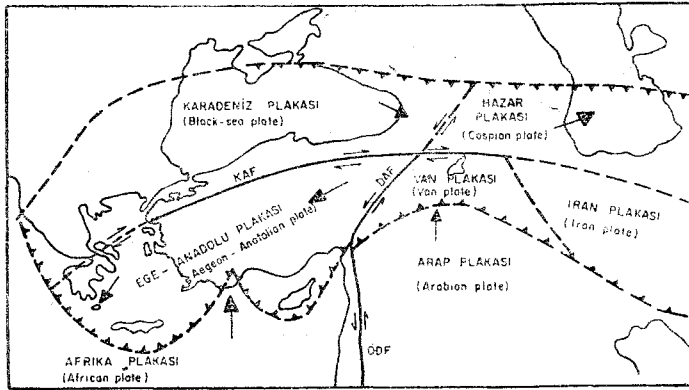 KARADENİZ PLAKASI
(Black-sea plate)
HAZAR
PLAKASI
(Caspian plate)
KAF
DAF
VAN PLAKASI
(Van plate)
İRAN PLAKASI
(Iran plate)
EGE-ANADOLU PLAKASI
(Aegean-Anatolian plate)
ARAP PLAKASI
(Arabian plate)
AFRIKA PLAKASI
(African plate)
ÖDF